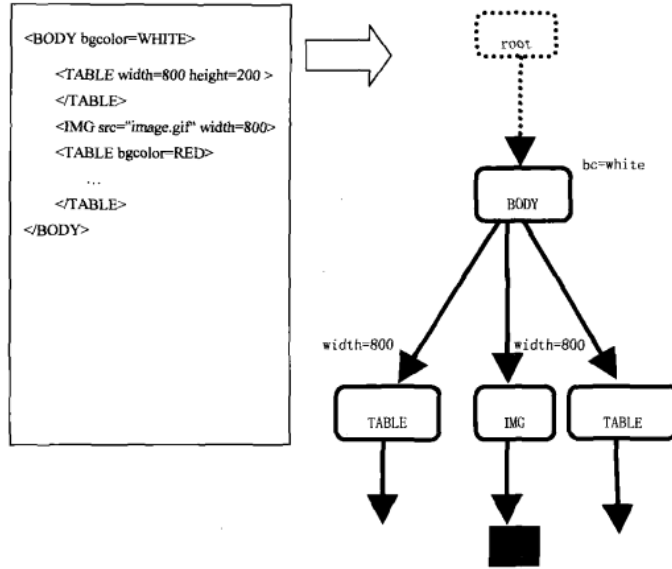 <BODY bgcolor=WHITE>
<TABLE width=800 height=200 >
</TABLE>
<IMG src="image.gif" width=800>
<TABLE bgcolor=RED>
...
</TABLE>
</BODY>
root
bc=white
BODY
width=800
width=800
TABLE
IMG
TABLE